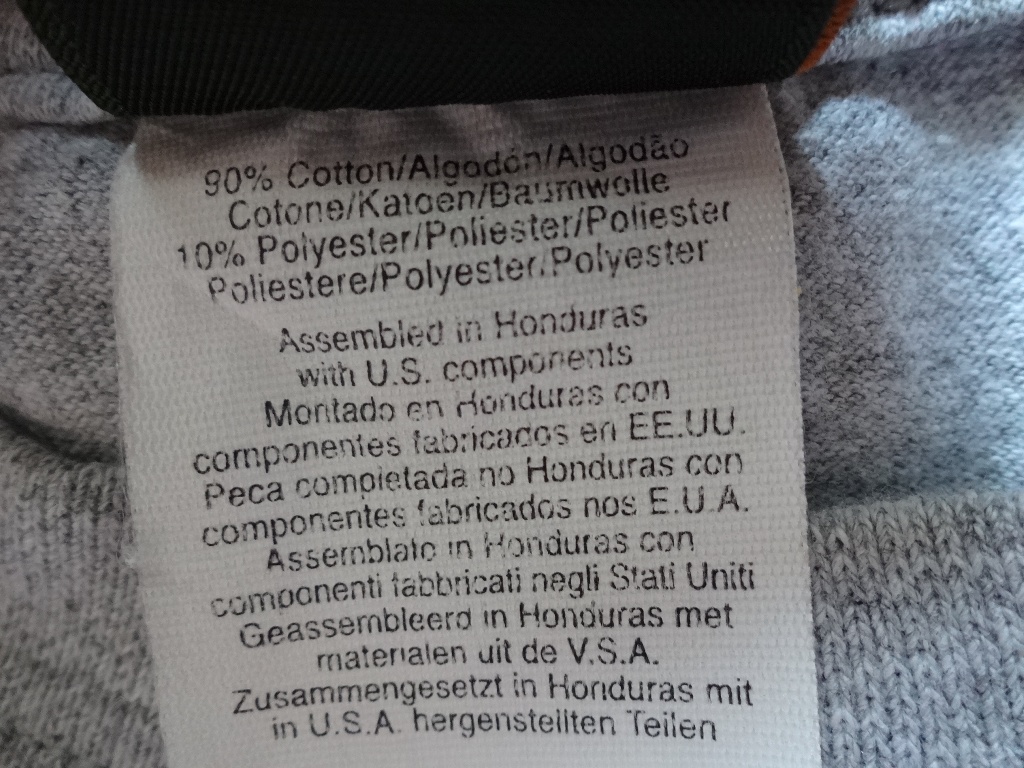 90% Cotton/Algodón/Algodão
Cotone/Katoen/Baumwolle
10% Polyester/Poliester/Poliester
Poliestere/Polyester/Polyester
Assembled in Honduras
with U.S. components
Montado en Honduras con
componentes fabricados en EE.UU.
Peca completada no Honduras con
componentes fabricados nos E.U.A.
Assemblato in Honduras con
componenti fabbricati negli Stati Uniti
Geassembleerd in Honduras met
materialen uit de V.S.A.
Zusammengesetzt in Honduras mit
in U.S.A. hergenstellten Teilen